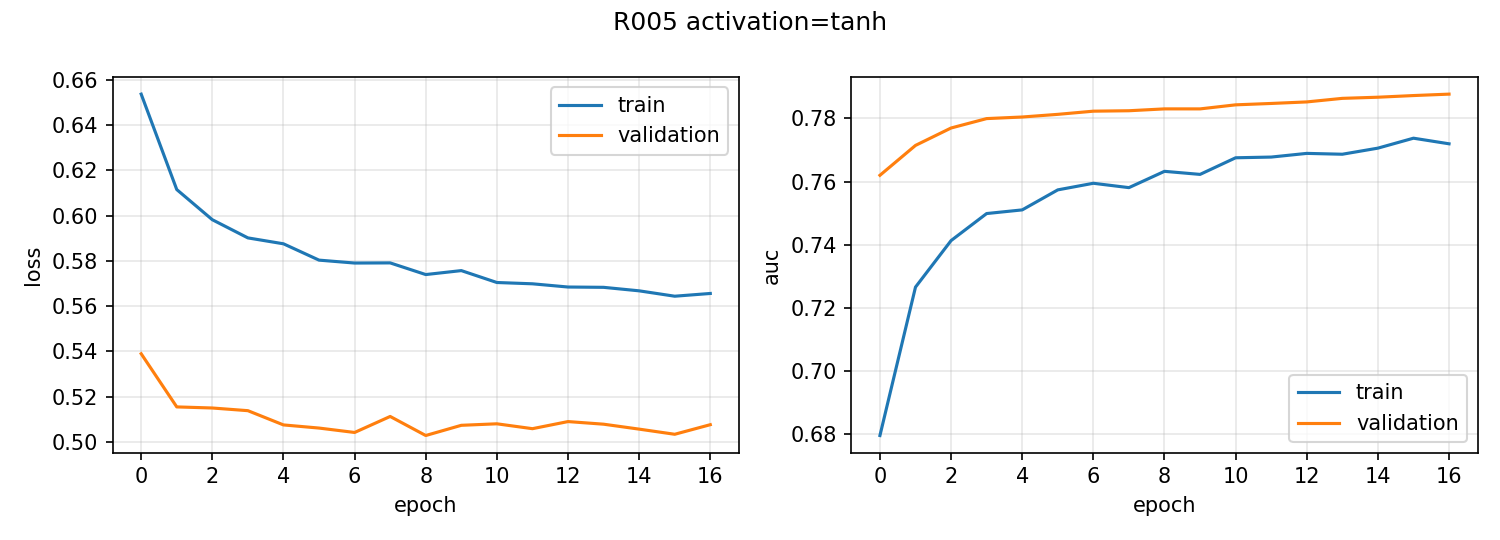 R005 activation=tanh
loss
0.66
0.64
0.62
0.60
0.58
0.56
0.54
0.52
0.50
train
validation
0 2 4 6 8 10 12 14 16
epoch
auc
0.78
0.76
0.74
0.72
0.70
0.68
train
validation
0 2 4 6 8 10 12 14 16
epoch